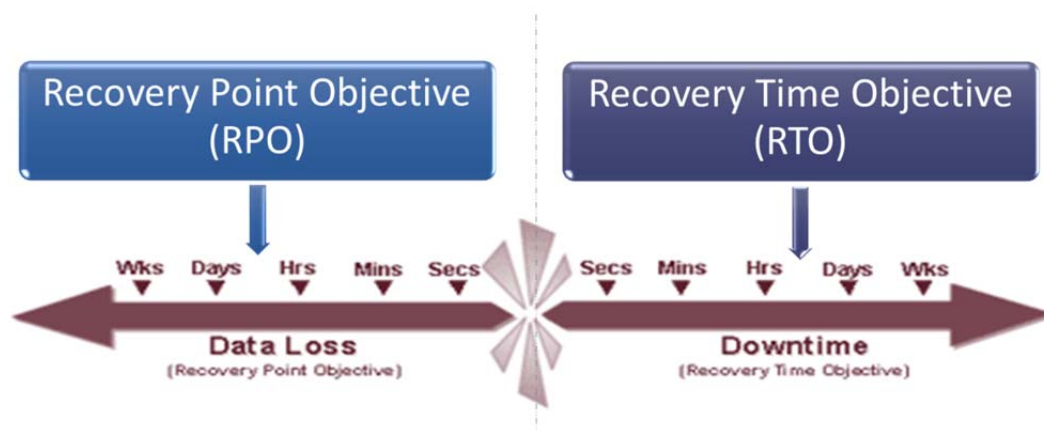 Recovery Point Objective
(RPO)
Recovery Time Objective
(RTO)
Wks Days Hrs Mins Secs
Secs Mins Hrs Days Wks
Data Loss
(Recovery Point Objective)
Downtime
(Recovery Time Objective)